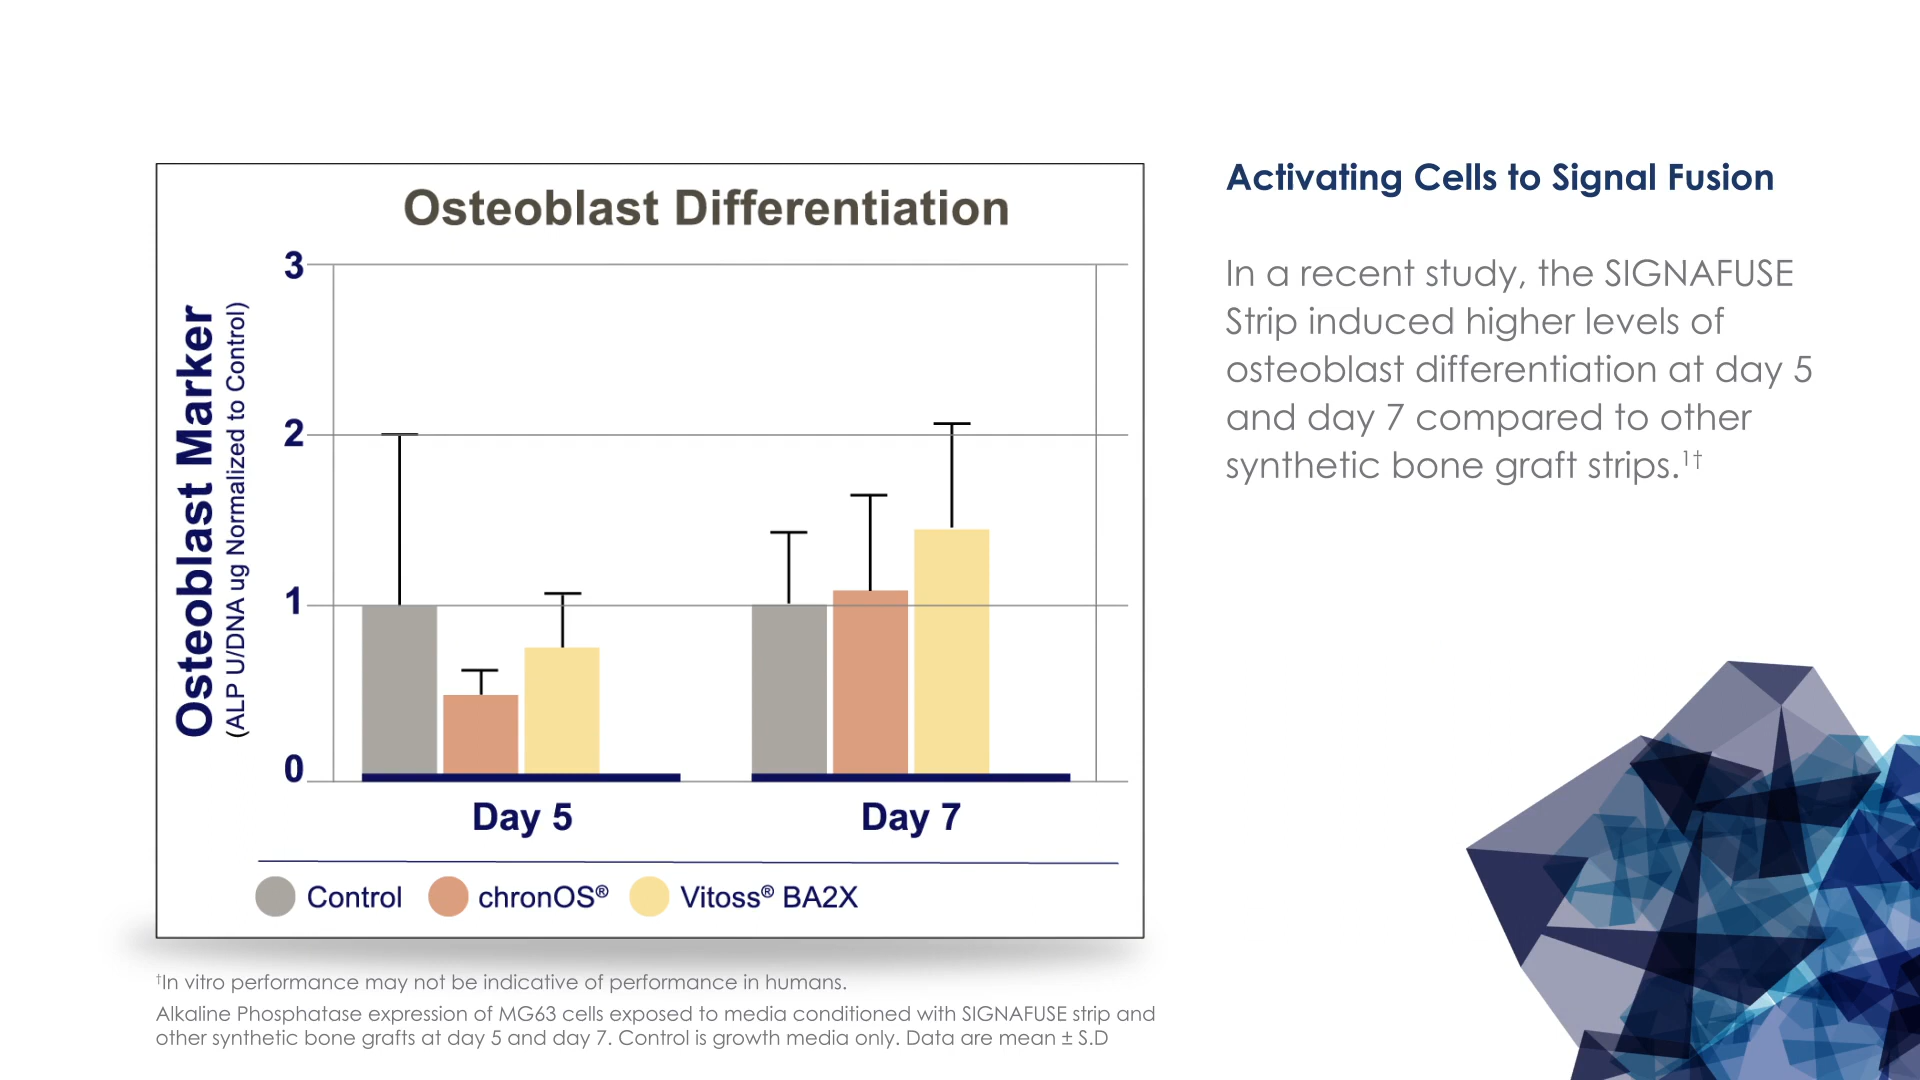 Osteoblast Differentiation
Osteoblast Marker
(ALP U/DNA ug Normalized to Control)
3
2
1
0
Day 5
Day 7
Control
chronOS®
Vitoss® BA2X
†In vitro performance may not be indicative of performance in humans.
Alkaline Phosphatase expression of MG63 cells exposed to media conditioned with SIGNAFUSE strip and
other synthetic bone grafts at day 5 and day 7. Control is growth media only. Data are mean ± S.D
Activating Cells to Signal Fusion
In a recent study, the SIGNAFUSE
Strip induced higher levels of
osteoblast differentiation at day 5
and day 7 compared to other
synthetic bone graft strips.¹†